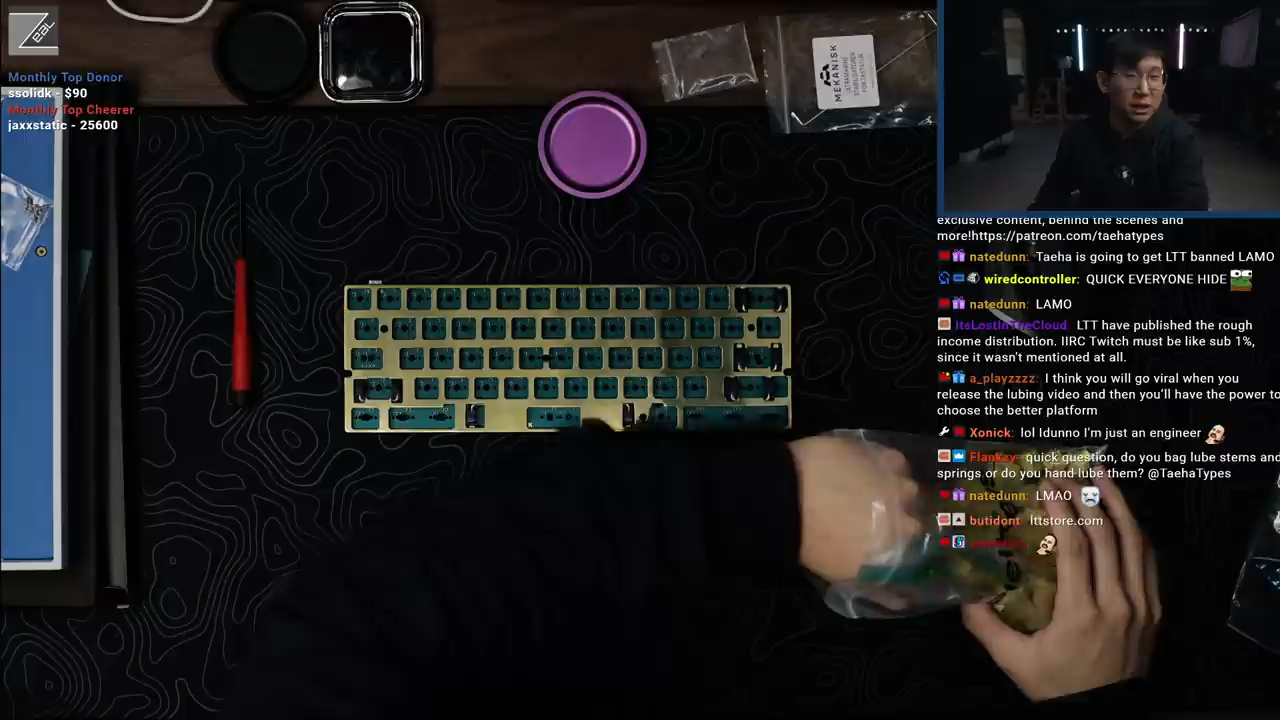 Zeal
Monthly Top Donor
ssolidk - $90
Monthly Top Cheerer
jaxxstatic - 25600
MEKANISK
ULTRAMARINE
STABILISATORER
FOR TASTATUR
exclusive content, behind the scenes and
more!https://patreon.com/taehatypes
natedunn: Taeha is going to get LTT banned LAMO
wiredcontroller: QUICK EVERYONE HIDE
natedunn: LAMO
ItsLostInTheCloud: LTT have published the rough
income distribution. IIRC Twitch must be like sub 1%,
since it wasn't mentioned at all.
a_playzzzz: I think you will go viral when you
release the lubing video and then you'll have the power to
choose the better platform
Xonick: lol Idunno I'm just an engineer
Flankzy: quick question, do you bag lube stems and
springs or do you hand lube them? @TaehaTypes
natedunn: LMAO
butidont: lttstore.com